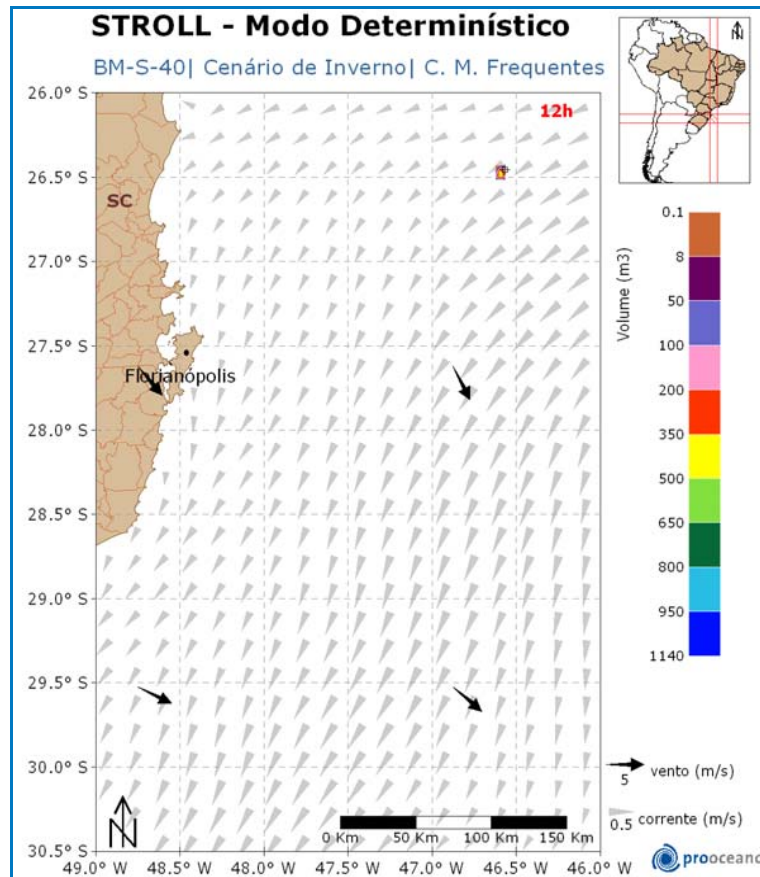 STROLL - Modo Determinístico
BM-S-40| Cenário de Inverno| C. M. Frequentes
26.0° S
26.5° S
27.0° S
27.5° S
28.0° S
28.5° S
29.0° S
29.5° S
30.0° S
30.5° S
12h
SC
Florianópolis
0 Km 50 Km 100 Km 150 Km
49.0° W 48.5° W 48.0° W 47.5° W 47.0° W 46.5° W 46.0° W
N
Volume (m3)
0.1
8
50
100
200
350
500
650
800
950
1140
5 vento (m/s)
0.5 corrente (m/s)
prooceano
N